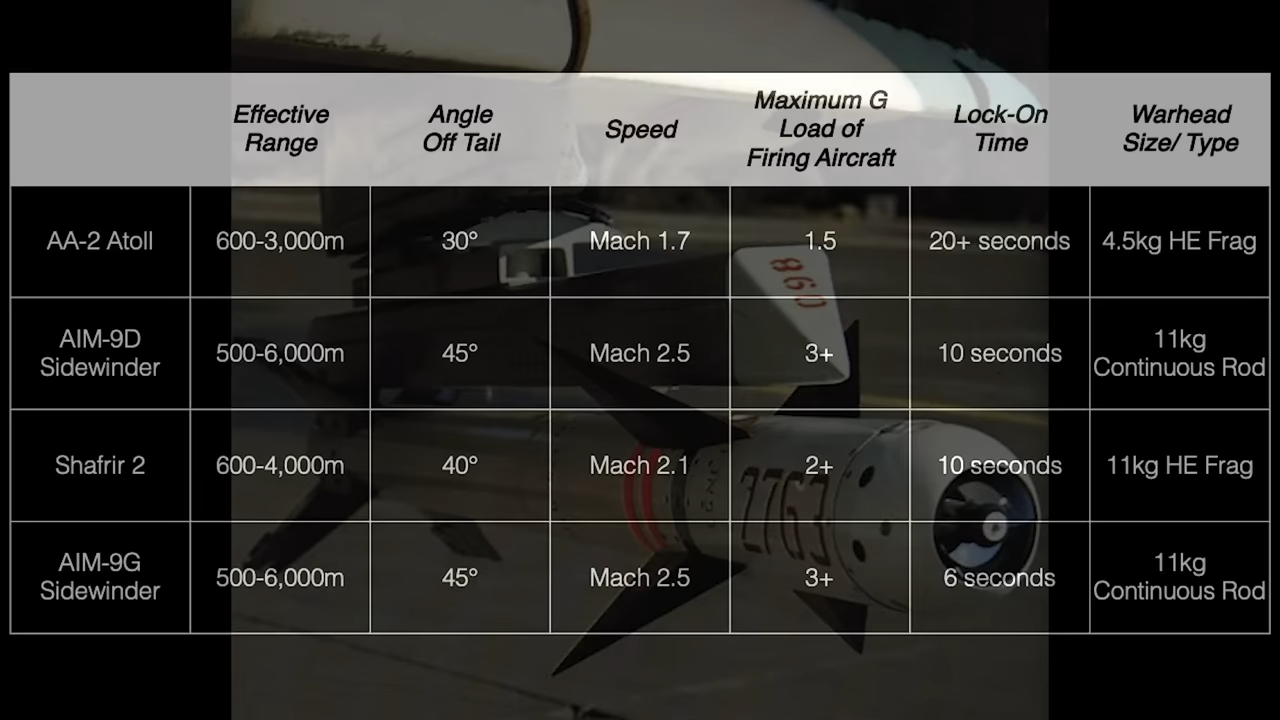 Effective
Range
Angle
Off Tail
Speed
Maximum G
Load of
Firing Aircraft
Lock-On
Time
Warhead
Size/ Type
AA-2 Atoll
600-3,000m
30°
Mach 1.7
1.5
20+ seconds
4.5kg HE Frag
AIM-9D
Sidewinder
500-6,000m
45°
Mach 2.5
3+
10 seconds
11kg
Continuous Rod
Shafrir 2
600-4,000m
40°
Mach 2.1
2+
10 seconds
11kg HE Frag
AIM-9G
Sidewinder
500-6,000m
45°
Mach 2.5
3+
6 seconds
11kg
Continuous Rod
860
2763